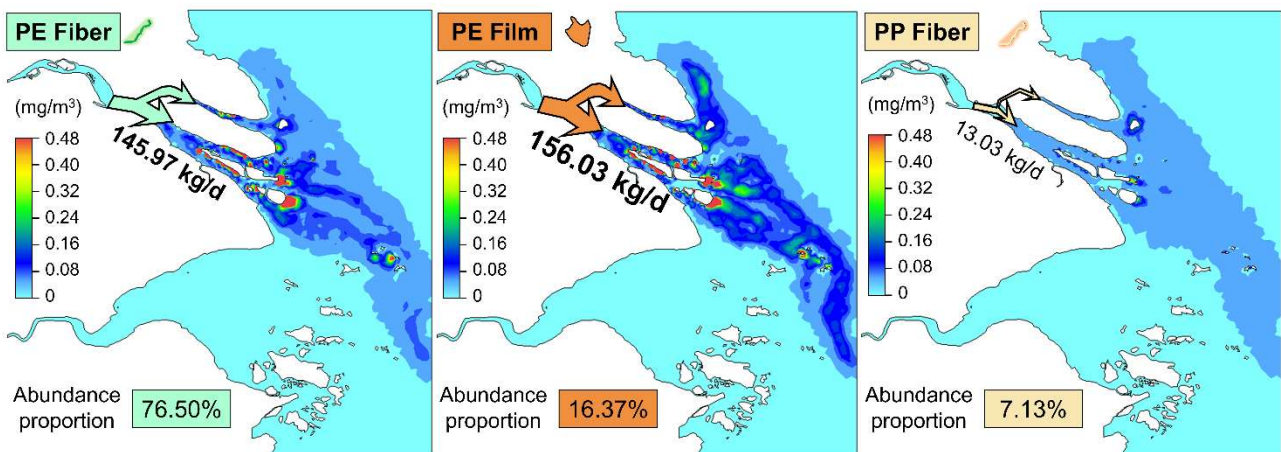 PE Fiber
(mg/m³)
0.48
0.40
0.32
0.24
0.16
0.08
0
145.97 kg/d
Abundance
proportion
76.50%
PE Film
(mg/m³)
0.48
0.40
0.32
0.24
0.16
0.08
0
156.03 kg/d
Abundance
proportion
16.37%
PP Fiber
(mg/m³)
0.48
0.40
0.32
0.24
0.16
0.08
0
13.03 kg/d
Abundance
proportion
7.13%